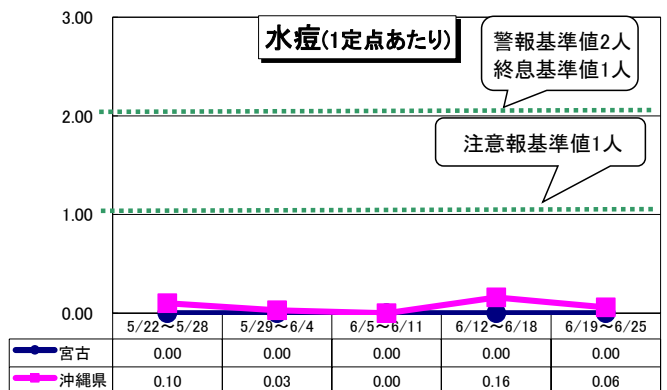 水痘(1定点あたり)
警報基準値2人
終息基準値1人
注意報基準値1人
3.00
2.00
1.00
0.00
5/22～5/28 5/29～6/4 6/5～6/11 6/12～6/18 6/19～6/25
宮古 0.00 0.00 0.00 0.00 0.00
沖縄県 0.10 0.03 0.00 0.16 0.06